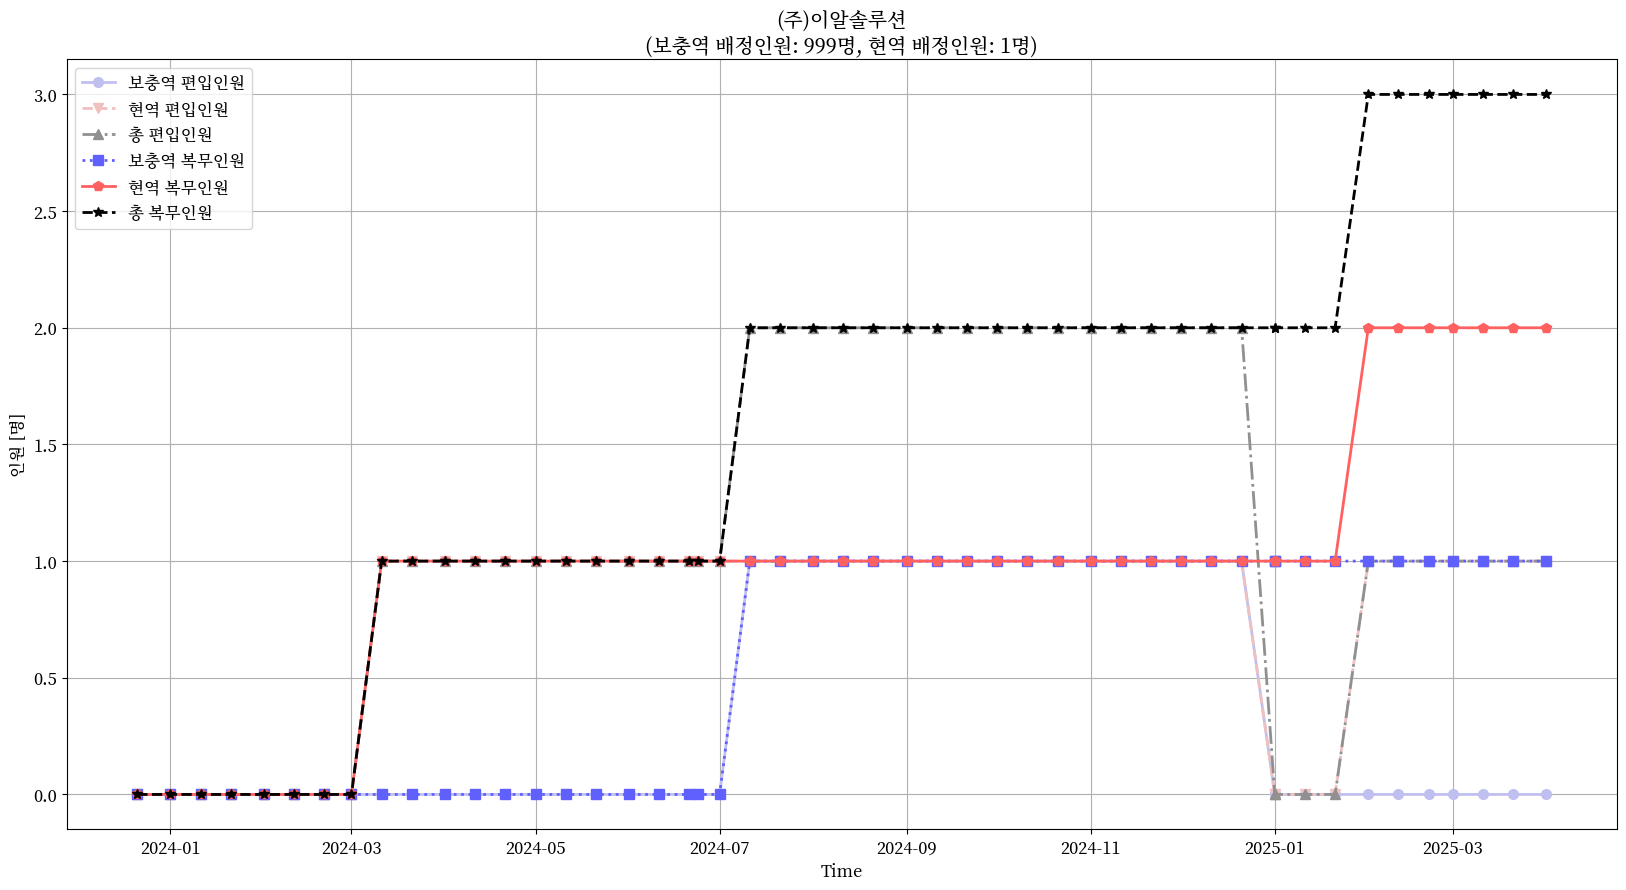 (주)이알솔루션
(보충역 배정인원: 999명, 현역 배정인원: 1명)
보충역 편입인원
현역 편입인원
총 편입인원
보충역 복무인원
현역 복무인원
총 복무인원
3.0
2.5
2.0
1.5
1.0
0.5
0.0
인원 [명]
2024-01
2024-03
2024-05
2024-07
2024-09
2024-11
2025-01
2025-03
Time